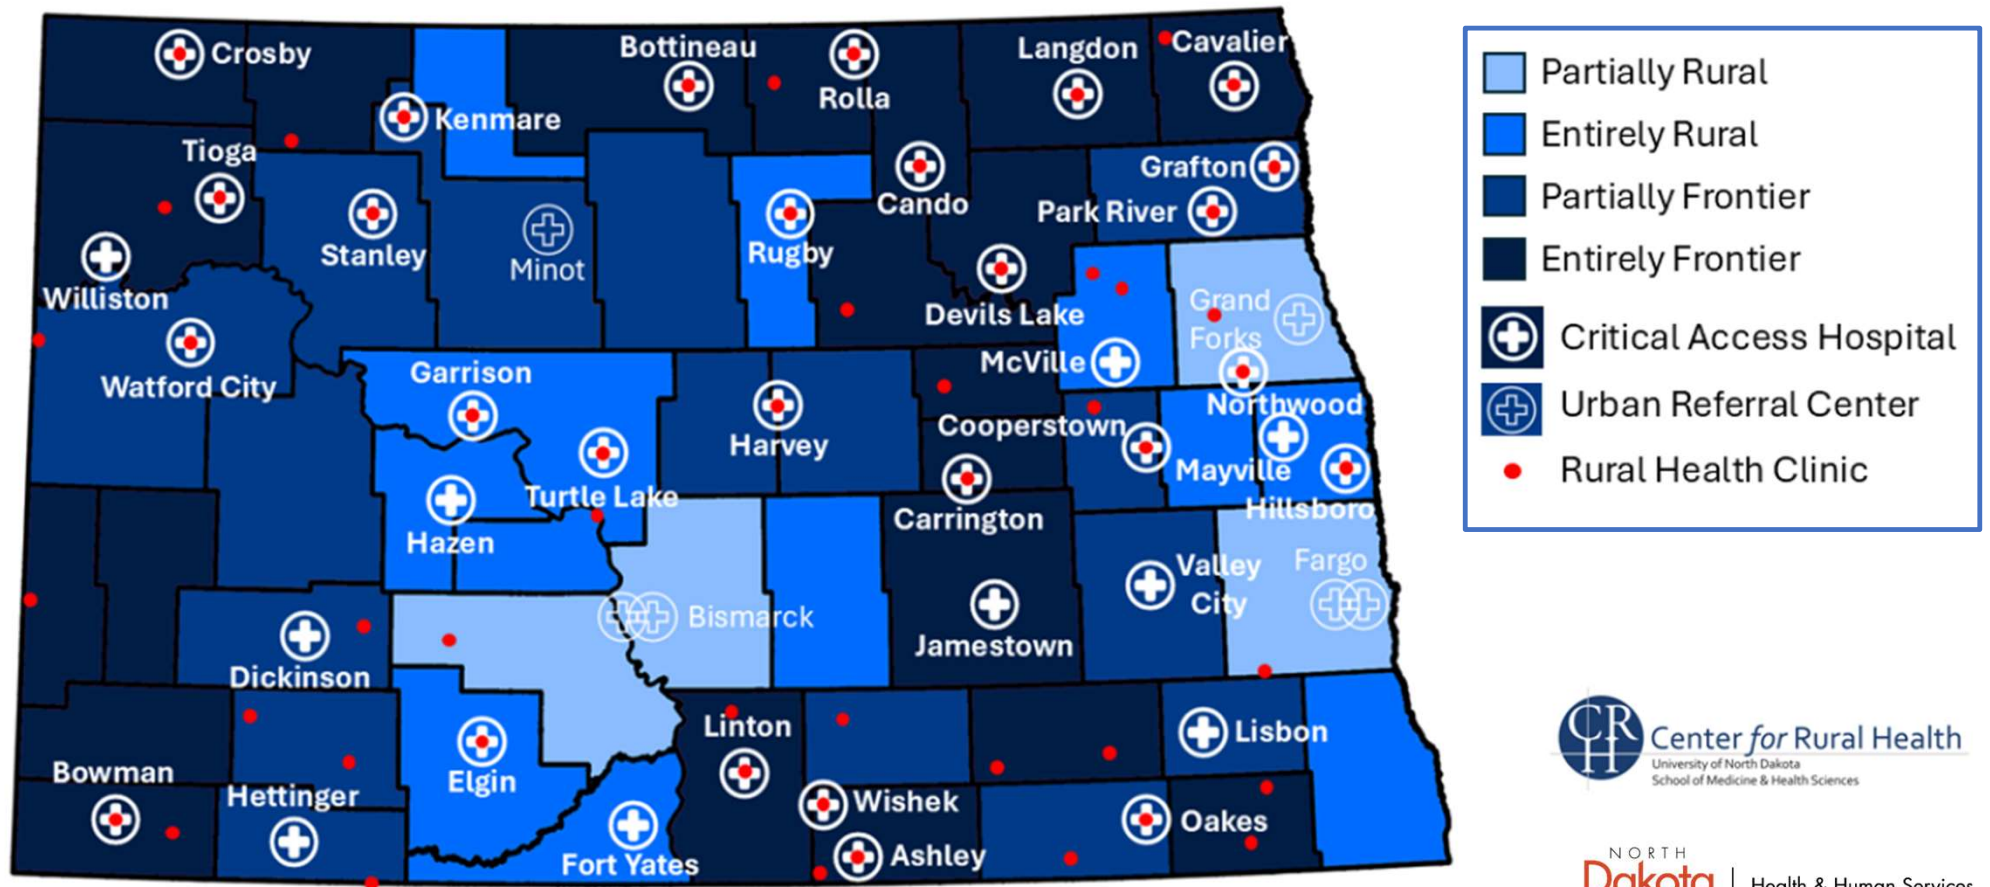 Crosby
Bottineau
Rolla
Langdon
Cavalier
Kenmare
Tioga
Grafton
Cando
Park River
Stanley
Minot
Rugby
Williston
Devils Lake
Grand
Forks
Watford City
Garrison
McVille
Northwood
Harvey
Cooperstown
Mayville
Turtle Lake
Hillsboro
Hazen
Carrington
Valley
City
Fargo
Bismarck
Jamestown
Dickinson
Linton
Lisbon
Bowman
Elgin
Hettinger
Wishek
Oakes
Fort Yates
Ashley
Partially Rural
Entirely Rural
Partially Frontier
Entirely Frontier
Critical Access Hospital
Urban Referral Center
Rural Health Clinic
CR
H
Center for Rural Health
University of North Dakota
School of Medicine & Health Sciences
NORTH
Dakota
Health & Human Services